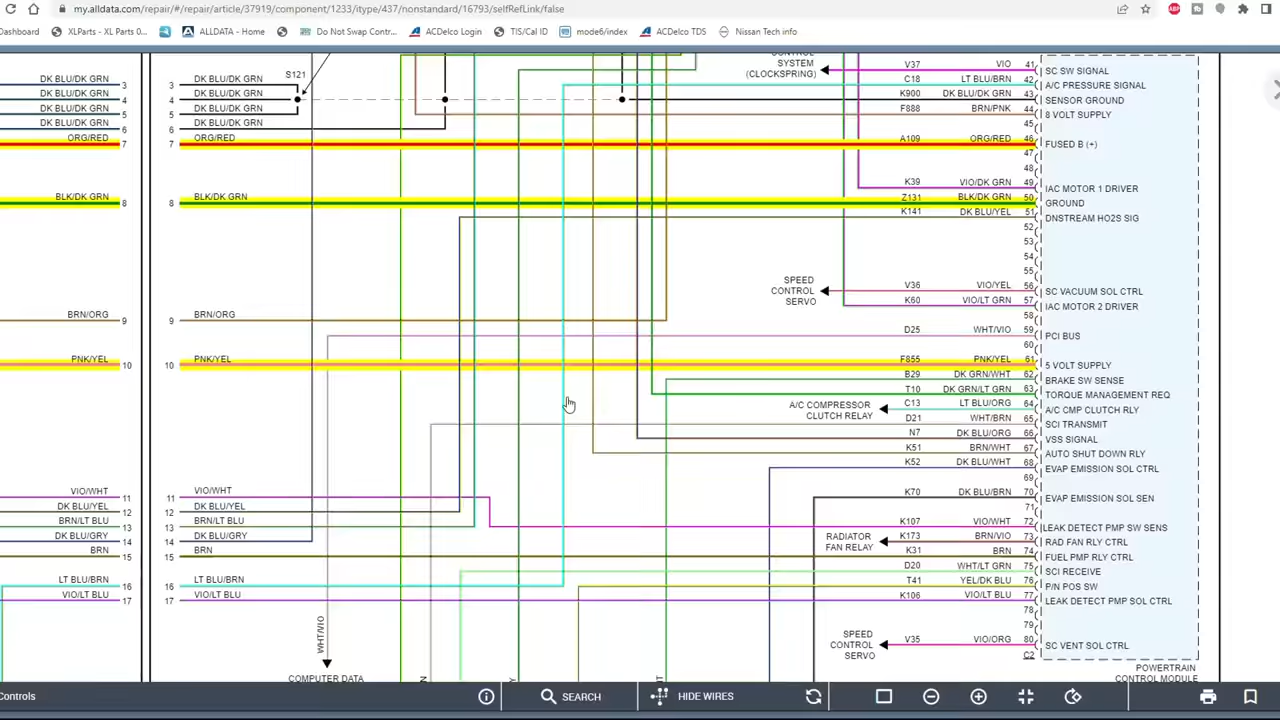 my.alldata.com/repair/#/repair/article/37919/component/1233/itype/437/nonstandard/16793/selfRefLink/false
Dashboard
XLParts - XL Parts 0...
ALLDATA - Home
Do Not Swap Contr...
ACDelco Login
TIS/Cal ID
mode6/index
ACDelco TDS
Nissan Tech info
DK BLU/DK GRN 3
DK BLU/DK GRN 4
DK BLU/DK GRN 5
DK BLU/DK GRN 6
ORG/RED 7
BLK/DK GRN 8
BRN/ORG 9
PNK/YEL 10
VIO/WHT 11
DK BLU/YEL 12
BRN/LT BLU 13
DK BLU/GRY 14
BRN 15
LT BLU/BRN 16
VIO/LT BLU 17
S121
3 DK BLU/DK GRN
4 DK BLU/DK GRN
5 DK BLU/DK GRN
6 DK BLU/DK GRN
7 ORG/RED
8 BLK/DK GRN
9 BRN/ORG
10 PNK/YEL
11 VIO/WHT
12 DK BLU/YEL
13 BRN/LT BLU
14 DK BLU/GRY
15 BRN
16 LT BLU/BRN
17 VIO/LT BLU
WHT/VIO
COMPUTER DATA
CONTROL
SYSTEM
(CLOCKSPRING)
V37 VIO 41 SC SW SIGNAL
C18 LT BLU/BRN 42 A/C PRESSURE SIGNAL
K900 DK BLU/DK GRN 43 SENSOR GROUND
F888 BRN/PNK 44 8 VOLT SUPPLY
45
A109 ORG/RED 46 FUSED B (+)
47
48
K39 VIO/DK GRN 49 IAC MOTOR 1 DRIVER
Z131 BLK/DK GRN 50 GROUND
K141 DK BLU/YEL 51 DNSTREAM HO2S SIG
52
53
54
55
SPEED
CONTROL
SERVO
V36 VIO/YEL 56 SC VACUUM SOL CTRL
K60 VIO/LT GRN 57 IAC MOTOR 2 DRIVER
58
D25 WHT/VIO 59 PCI BUS
60
F855 PNK/YEL 61 5 VOLT SUPPLY
B29 DK GRN/WHT 62 BRAKE SW SENSE
T10 DK GRN/LT GRN 63 TORQUE MANAGEMENT REQ
A/C COMPRESSOR
CLUTCH RELAY
C13 LT BLU/ORG 64 A/C CMP CLUTCH RLY
D21 WHT/BRN 65 SCI TRANSMIT
N7 DK BLU/ORG 66 VSS SIGNAL
K51 BRN/WHT 67 AUTO SHUT DOWN RLY
K52 DK BLU/WHT 68 EVAP EMISSION SOL CTRL
69
K70 DK BLU/BRN 70 EVAP EMISSION SOL SEN
71
K107 VIO/WHT 72 LEAK DETECT PMP SW SENS
RADIATOR
FAN RELAY
K173 BRN/VIO 73 RAD FAN RLY CTRL
K31 BRN 74 FUEL PMP RLY CTRL
D20 WHT/LT GRN 75 SCI RECEIVE
T41 YEL/DK BLU 76 P/N POS SW
K106 VIO/LT BLU 77 LEAK DETECT PMP SOL CTRL
78
79
SPEED
CONTROL
SERVO
V35 VIO/ORG 80 SC VENT SOL CTRL
C2
POWERTRAIN
CONTROL MODULE
Controls
SEARCH
HIDE WIRES